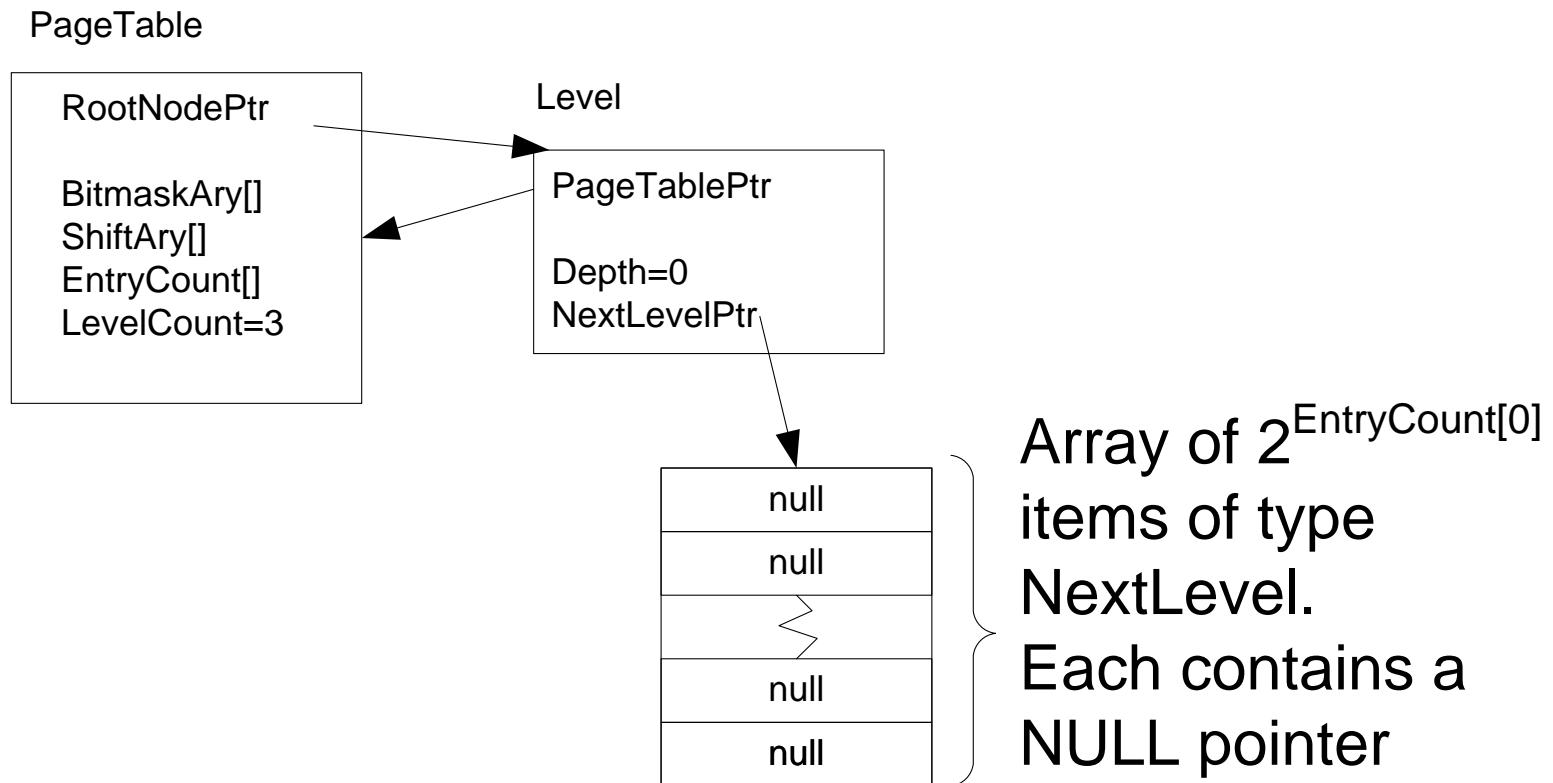 PageTable
RootNodePtr
BitmaskAry[]
ShiftAry[]
EntryCount[]
LevelCount=3
Level
PageTablePtr
Depth=0
NextLevelPtr
null
null
null
null
Array of 2^EntryCount[0]
items of type
NextLevel.
Each contains a
NULL pointer